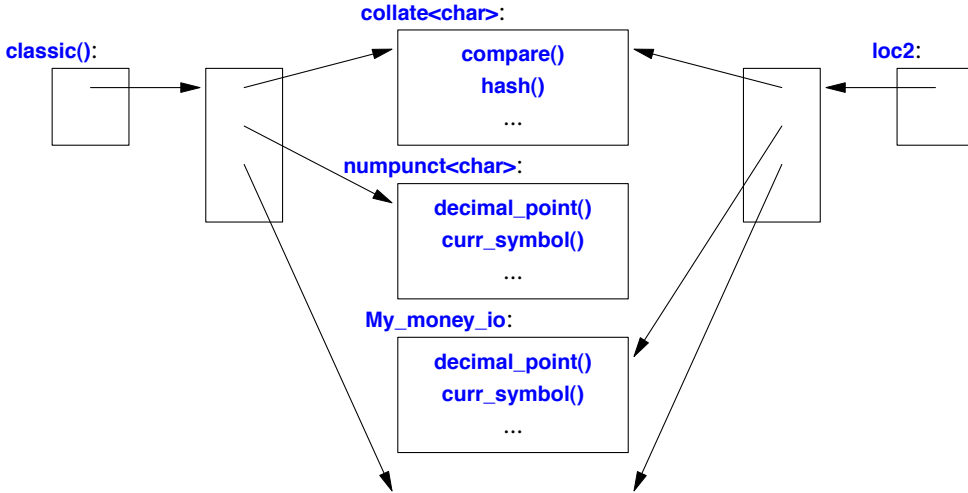 collate<char>:
classic():
loc2:
compare()
hash()
...
numpunct<char>:
decimal_point()
curr_symbol()
...
My_money_io:
decimal_point()
curr_symbol()
...